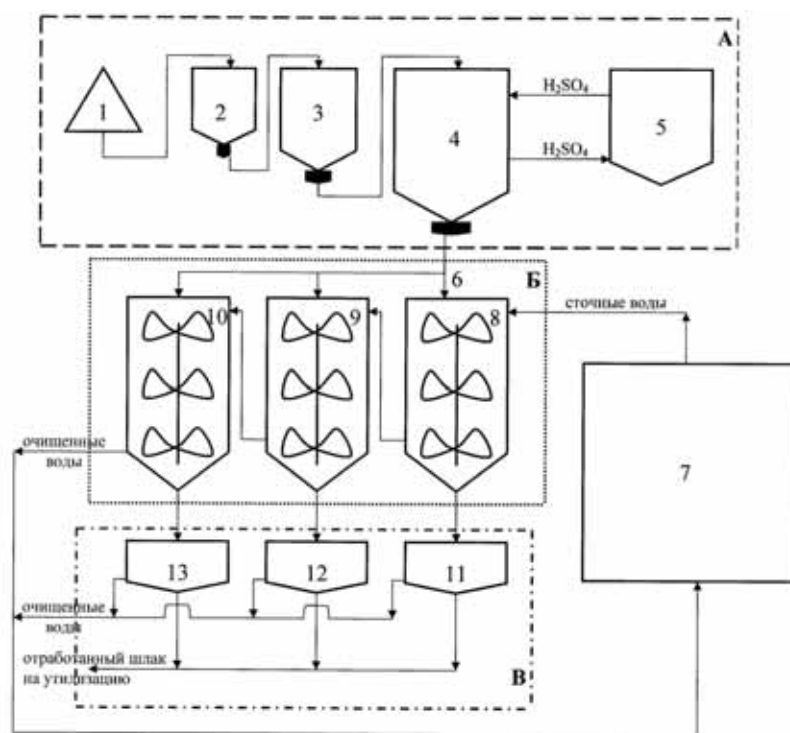 А
1
2
3
4
5
H₂SO₄
H₂SO₄
6
Б
сточные воды
10
9
8
очищенные
воды
7
13
12
11
очищенные
воды
отработанный шлак
на утилизацию
В